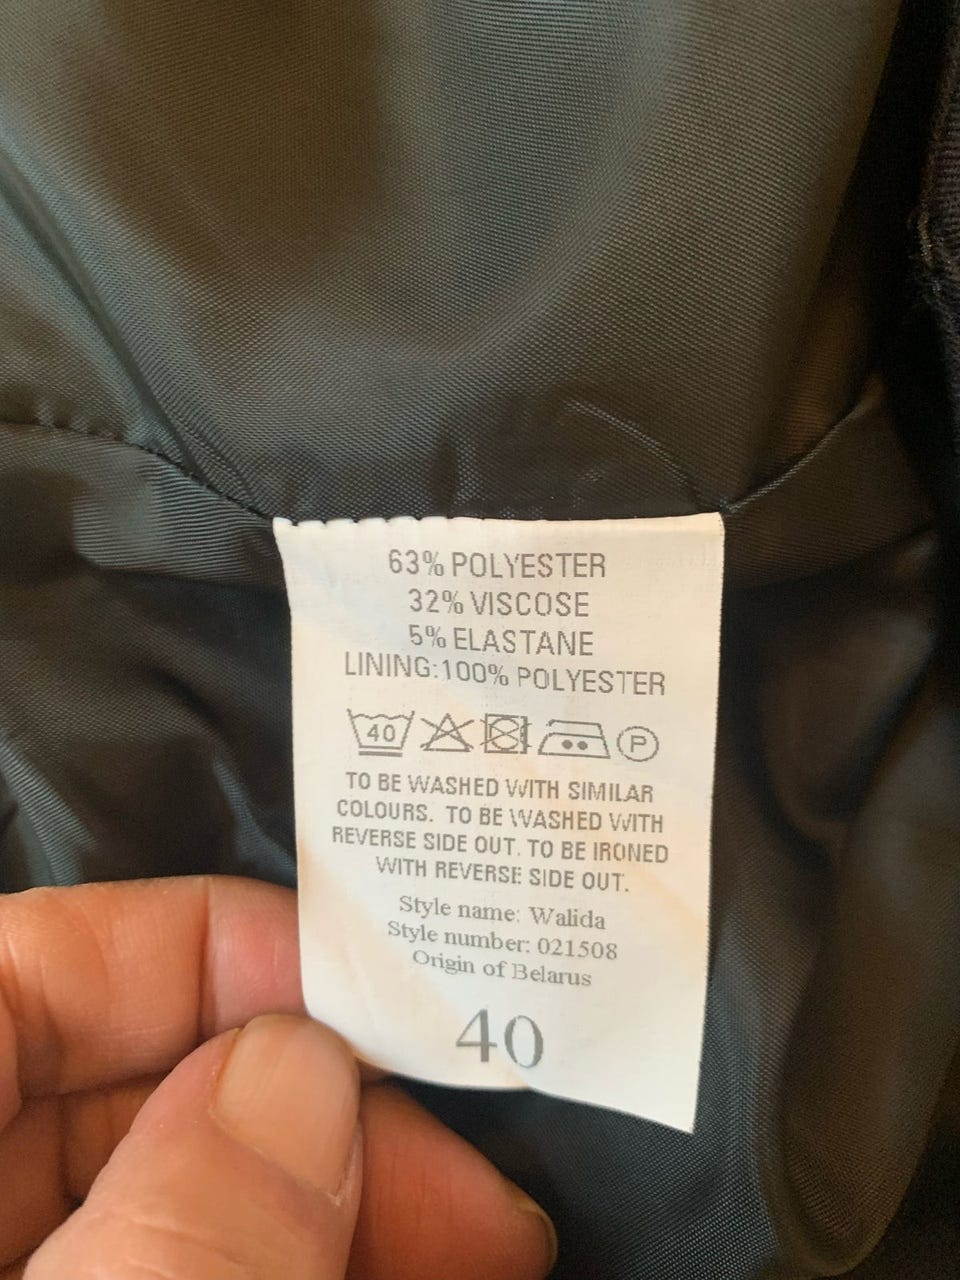 63% POLYESTER
32% VISCOSE
5% ELASTANE
LINING:100% POLYESTER
40 P
TO BE WASHED WITH SIMILAR
COLOURS. TO BE WASHED WITH
REVERSE SIDE OUT. TO BE IRONED
WITH REVERSE SIDE OUT.
Style name: Walida
Style number: 021508
Origin of Belarus
40